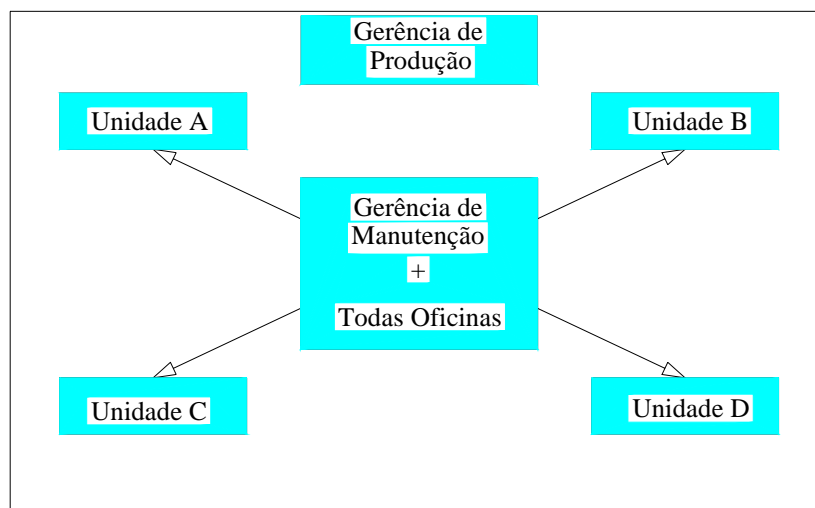 Gerência de
Produção
Unidade A
Unidade B
Gerência de
Manutenção
+
Todas Oficinas
Unidade C
Unidade D